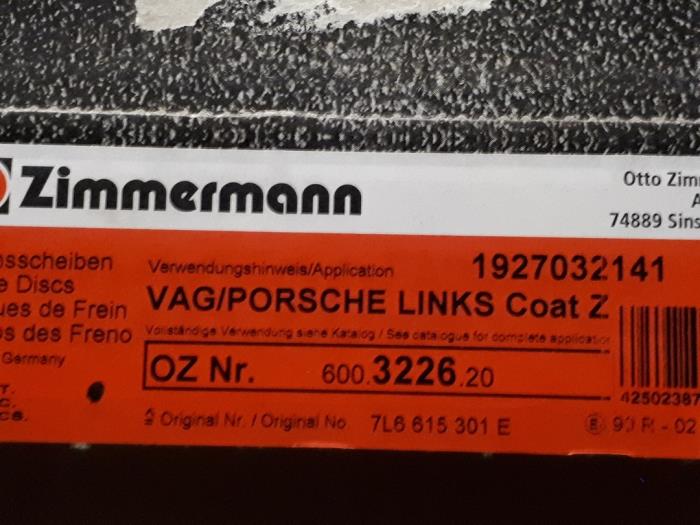 Zimmermann
Otto Zim
74889 Sins
sscheiben
Discs
ues de Frein
os des Freno
Germany
Verwendungshinweis/Application
1927032141
VAG/PORSCHE LINKS Coat Z
Vollständige Verwendung siehe Katalog / See catalogue for complete application
OZ Nr. 600.3226.20
42502387
Original Nr. / Original No. 7L6 615 301 E
90 R - 02